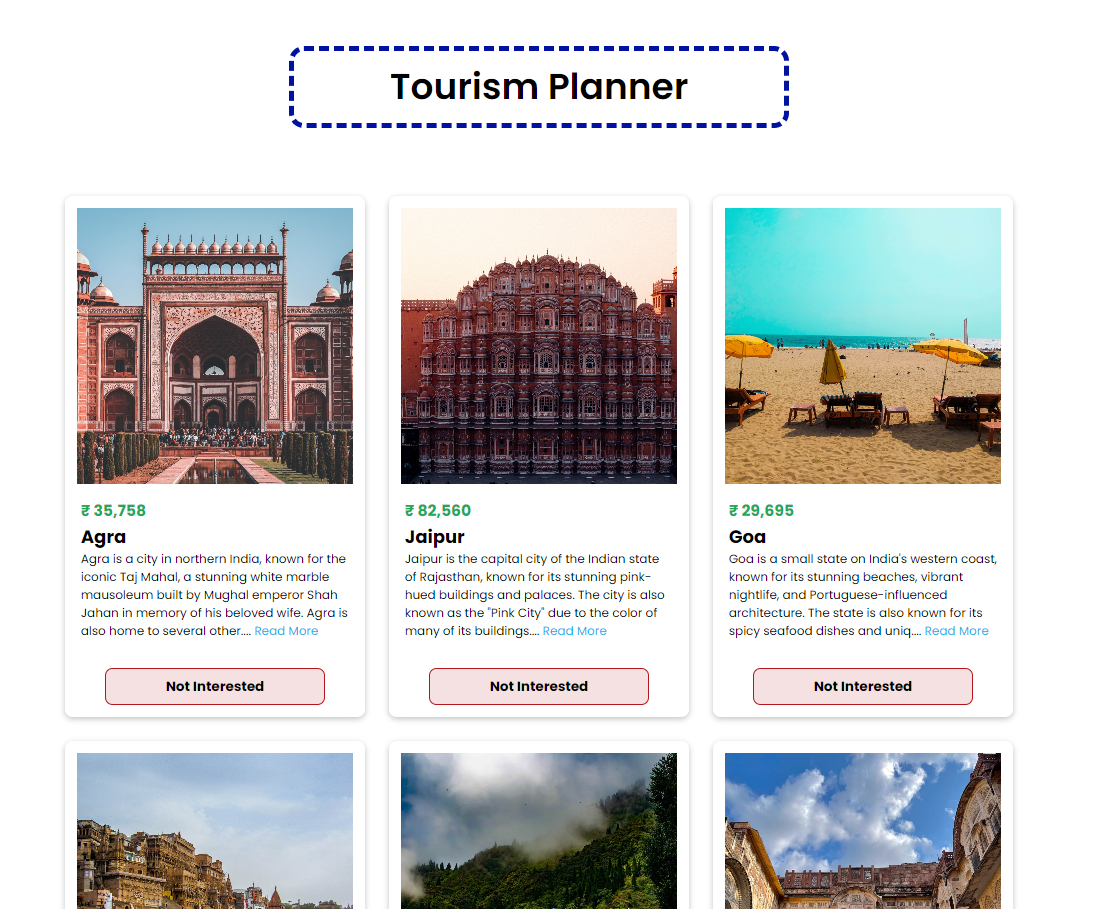 Tourism Planner
₹ 35,758
Agra
Agra is a city in northern India, known for the
iconic Taj Mahal, a stunning white marble
mausoleum built by Mughal emperor Shah
Jahan in memory of his beloved wife. Agra is
also home to several other.... Read More
Not Interested
₹ 82,560
Jaipur
Jaipur is the capital city of the Indian state
of Rajasthan, known for its stunning pink-
hued buildings and palaces. The city is also
known as the "Pink City" due to the color of
many of its buildings.... Read More
Not Interested
₹ 29,695
Goa
Goa is a small state on India's western coast,
known for its stunning beaches, vibrant
nightlife, and Portuguese-influenced
architecture. The state is also known for its
spicy seafood dishes and uniq.... Read More
Not Interested